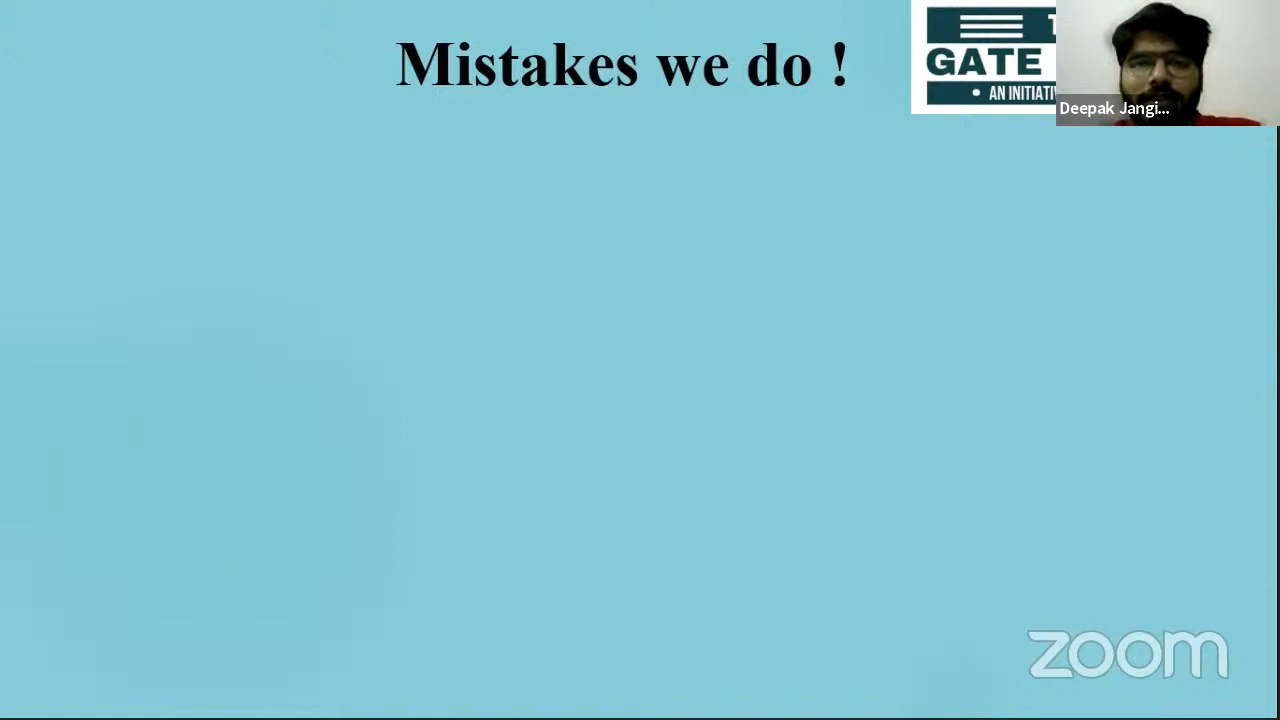 Mistakes we do !
GATE
• AN INITIATIV
Deepak Jangi...
zoom